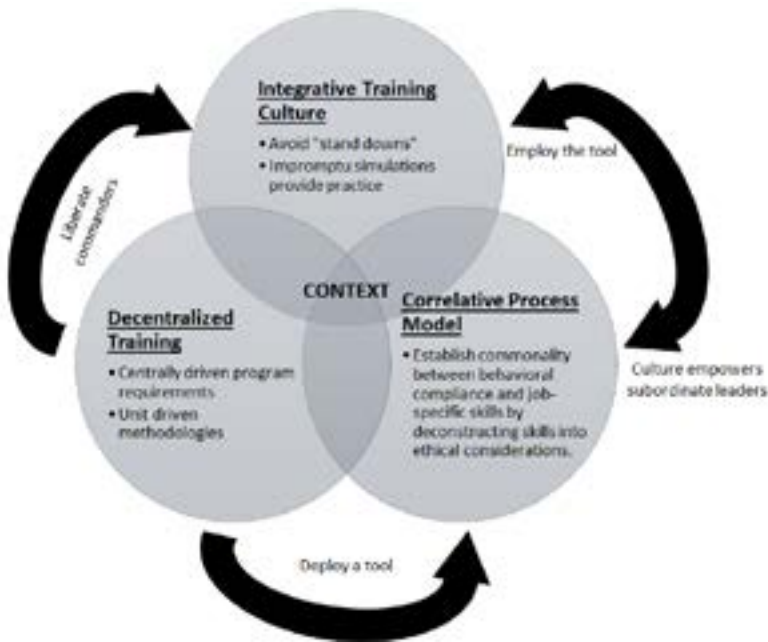 Integrative Training
Culture
• Avoid "stand downs"
• Impromptu simulations
provide practice
Employ the tool
Liberate
commanders
CONTEXT
Decentralized
Training
• Centrally driven program
requirements
• Unit driven
methodologies
Correlative Process
Model
• Establish commonality
between behavioral
compliance and job-
specific skills by
deconstructing skills into
ethical considerations.
Culture empowers
subordinate leaders
Deploy a tool